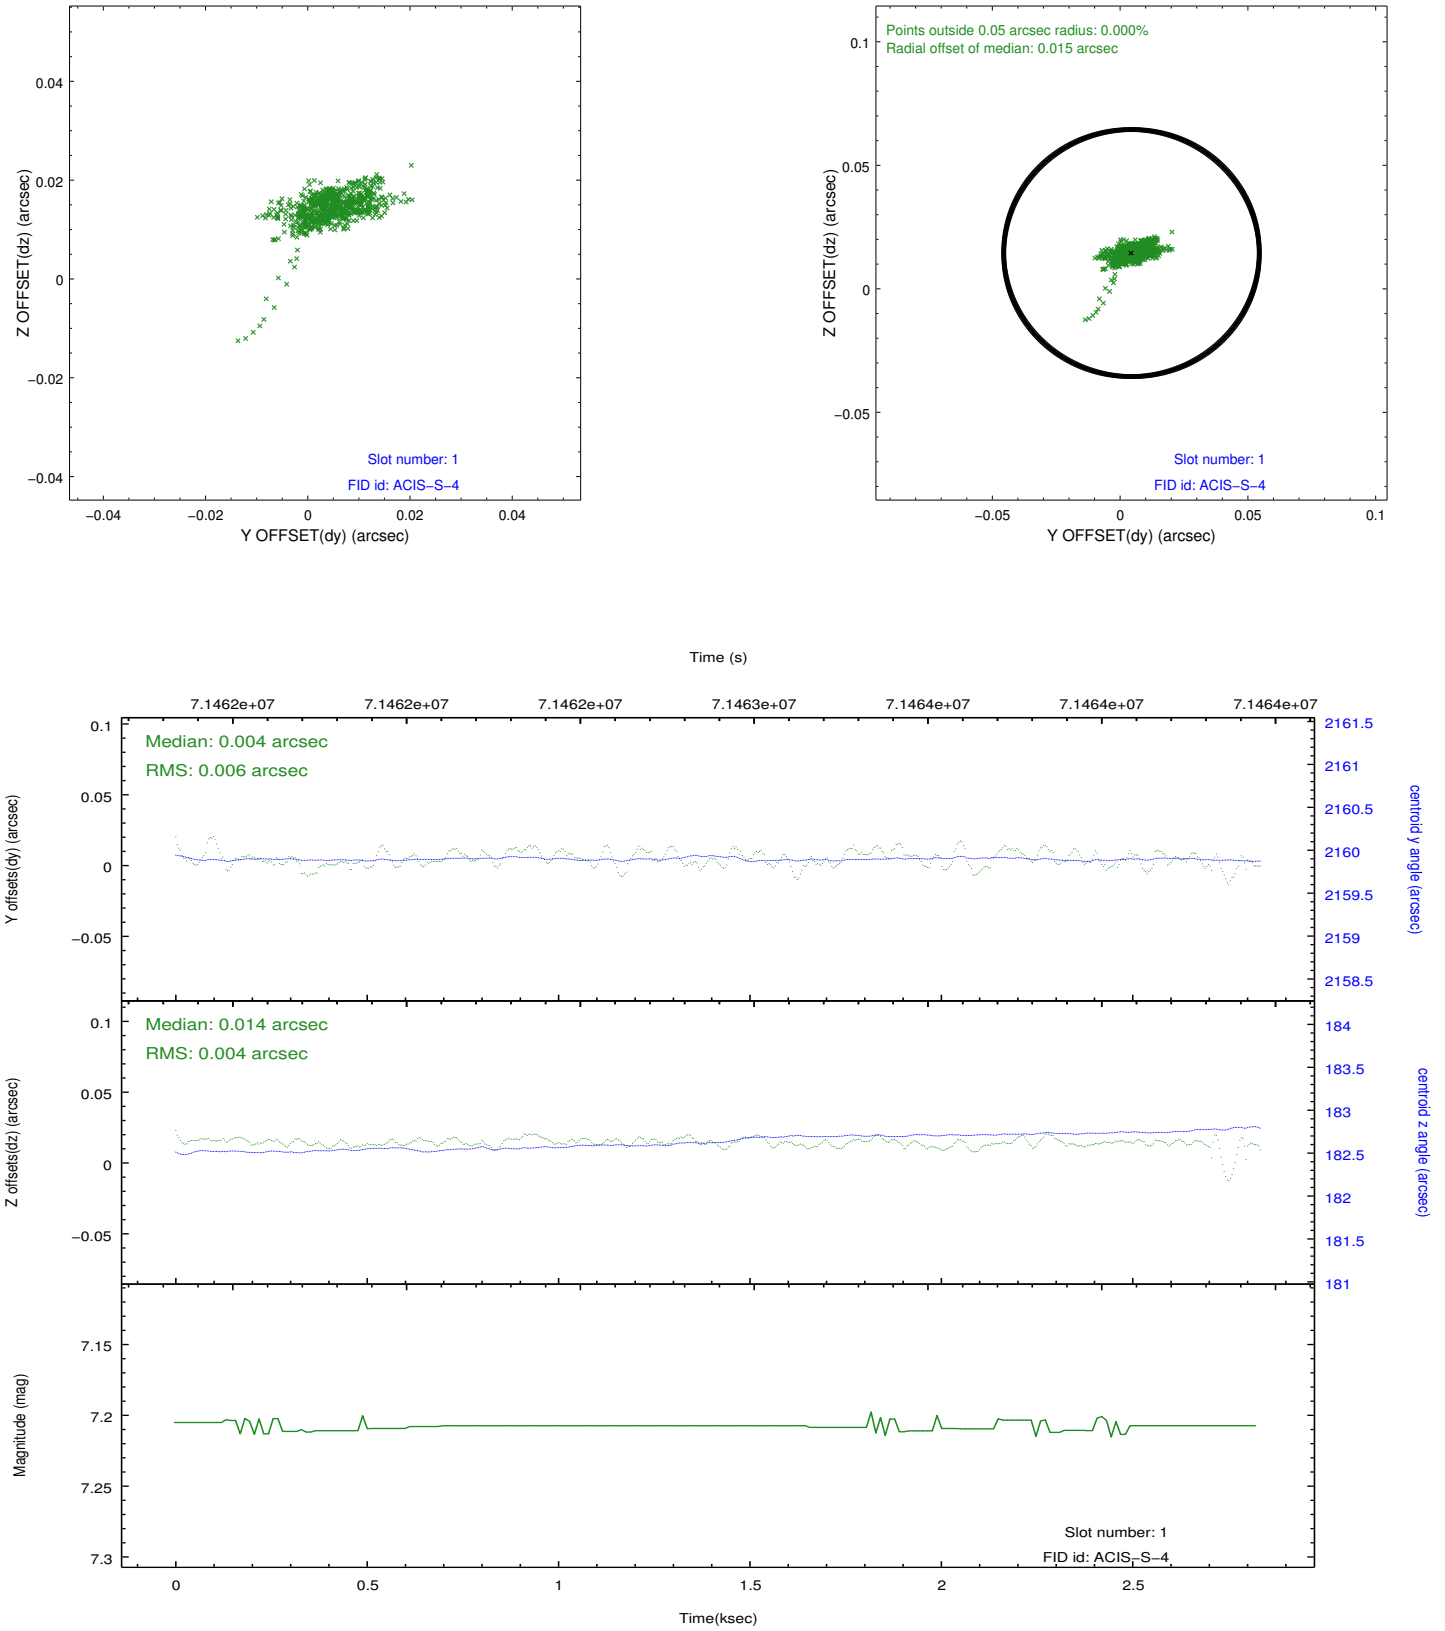 0.04
0.02
0
−0.02
−0.04
Z OFFSET(dz) (arcsec)
Slot number: 1
FID id: ACIS−S−4
−0.04
−0.02
0
0.02
0.04
Y OFFSET(dy) (arcsec)
Points outside 0.05 arcsec radius: 0.000%
Radial offset of median: 0.015 arcsec
0.1
0.05
0
−0.05
Z OFFSET(dz) (arcsec)
Slot number: 1
FID id: ACIS−S−4
−0.05
0
0.05
0.1
Y OFFSET(dy) (arcsec)
Time (s)
7.1462e+07
7.1462e+07
7.1462e+07
7.1463e+07
7.1464e+07
7.1464e+07
7.1464e+07
Median: 0.004 arcsec
RMS: 0.006 arcsec
0.1
0.05
0
−0.05
Y offsets(dy) (arcsec)
2161.5
2161
2160.5
2160
2159.5
2159
2158.5
centroid y angle (arcsec)
Median: 0.014 arcsec
RMS: 0.004 arcsec
0.1
0.05
0
−0.05
Z offsets(dz) (arcsec)
184
183.5
183
182.5
182
181.5
181
centroid z angle (arcsec)
7.15
7.2
7.25
7.3
Magnitude (mag)
Slot number: 1
FID id: ACIS−S−4
0
0.5
1
1.5
2
2.5
Time(ksec)